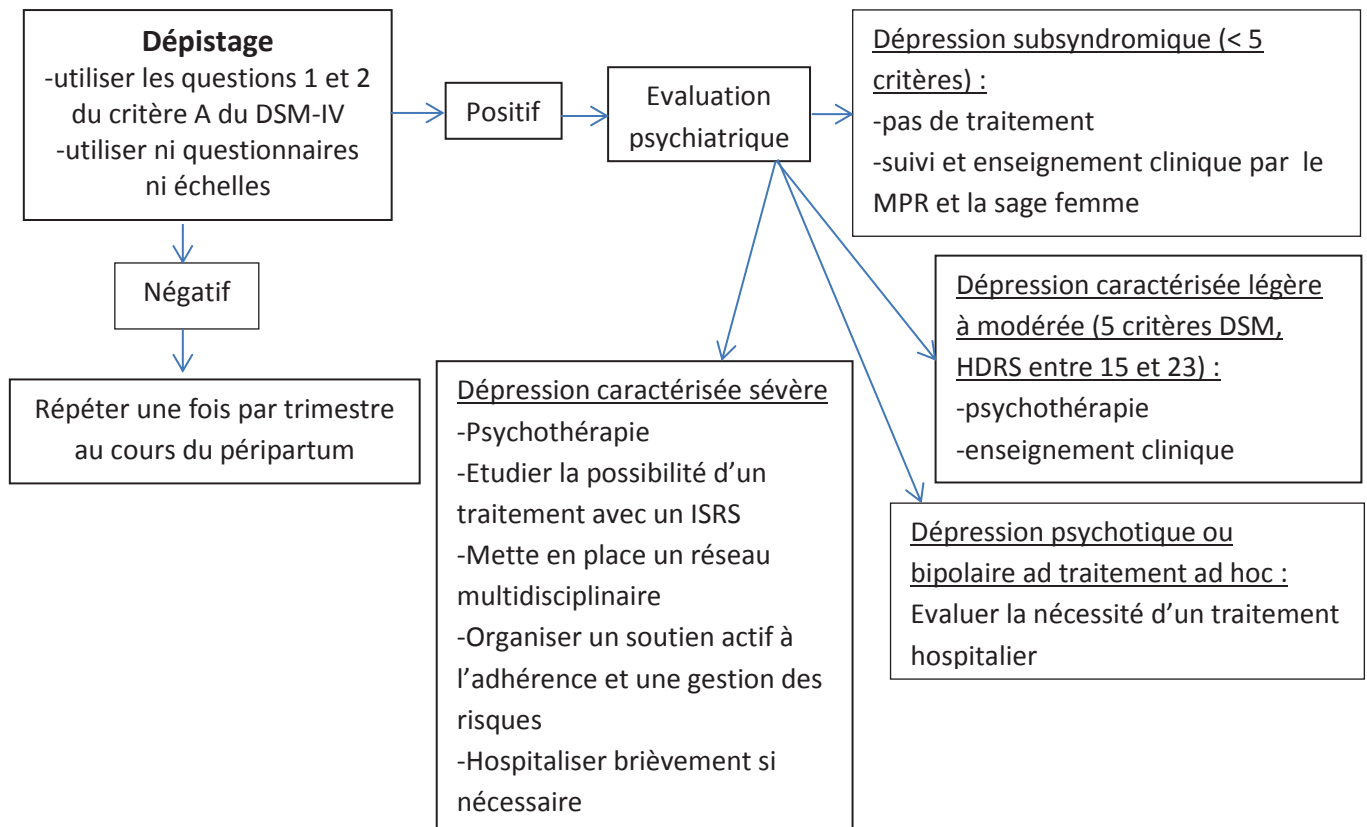 Dépistage
-utiliser les questions 1 et 2
du critère A du DSM-IV
-utiliser ni questionnaires
ni échelles
Positif
Evaluation
psychiatrique
Négatif
Répéter une fois par trimestre
au cours du péripartum
Dépression subsyndromique (< 5
critères) :
-pas de traitement
-suivi et enseignement clinique par le
MPR et la sage femme
Dépression caractérisée légère
à modérée (5 critères DSM,
HDRS entre 15 et 23) :
-psychothérapie
-enseignement clinique
Dépression psychotique ou
bipolaire ad traitement ad hoc :
Evaluer la nécessité d’un traitement
hospitalier
Dépression caractérisée sévère
-Psychothérapie
-Etudier la possibilité d’un
traitement avec un ISRS
-Mette en place un réseau
multidisciplinaire
-Organiser un soutien actif à
l’adhérence et une gestion des
risques
-Hospitaliser brièvement si
nécessaire